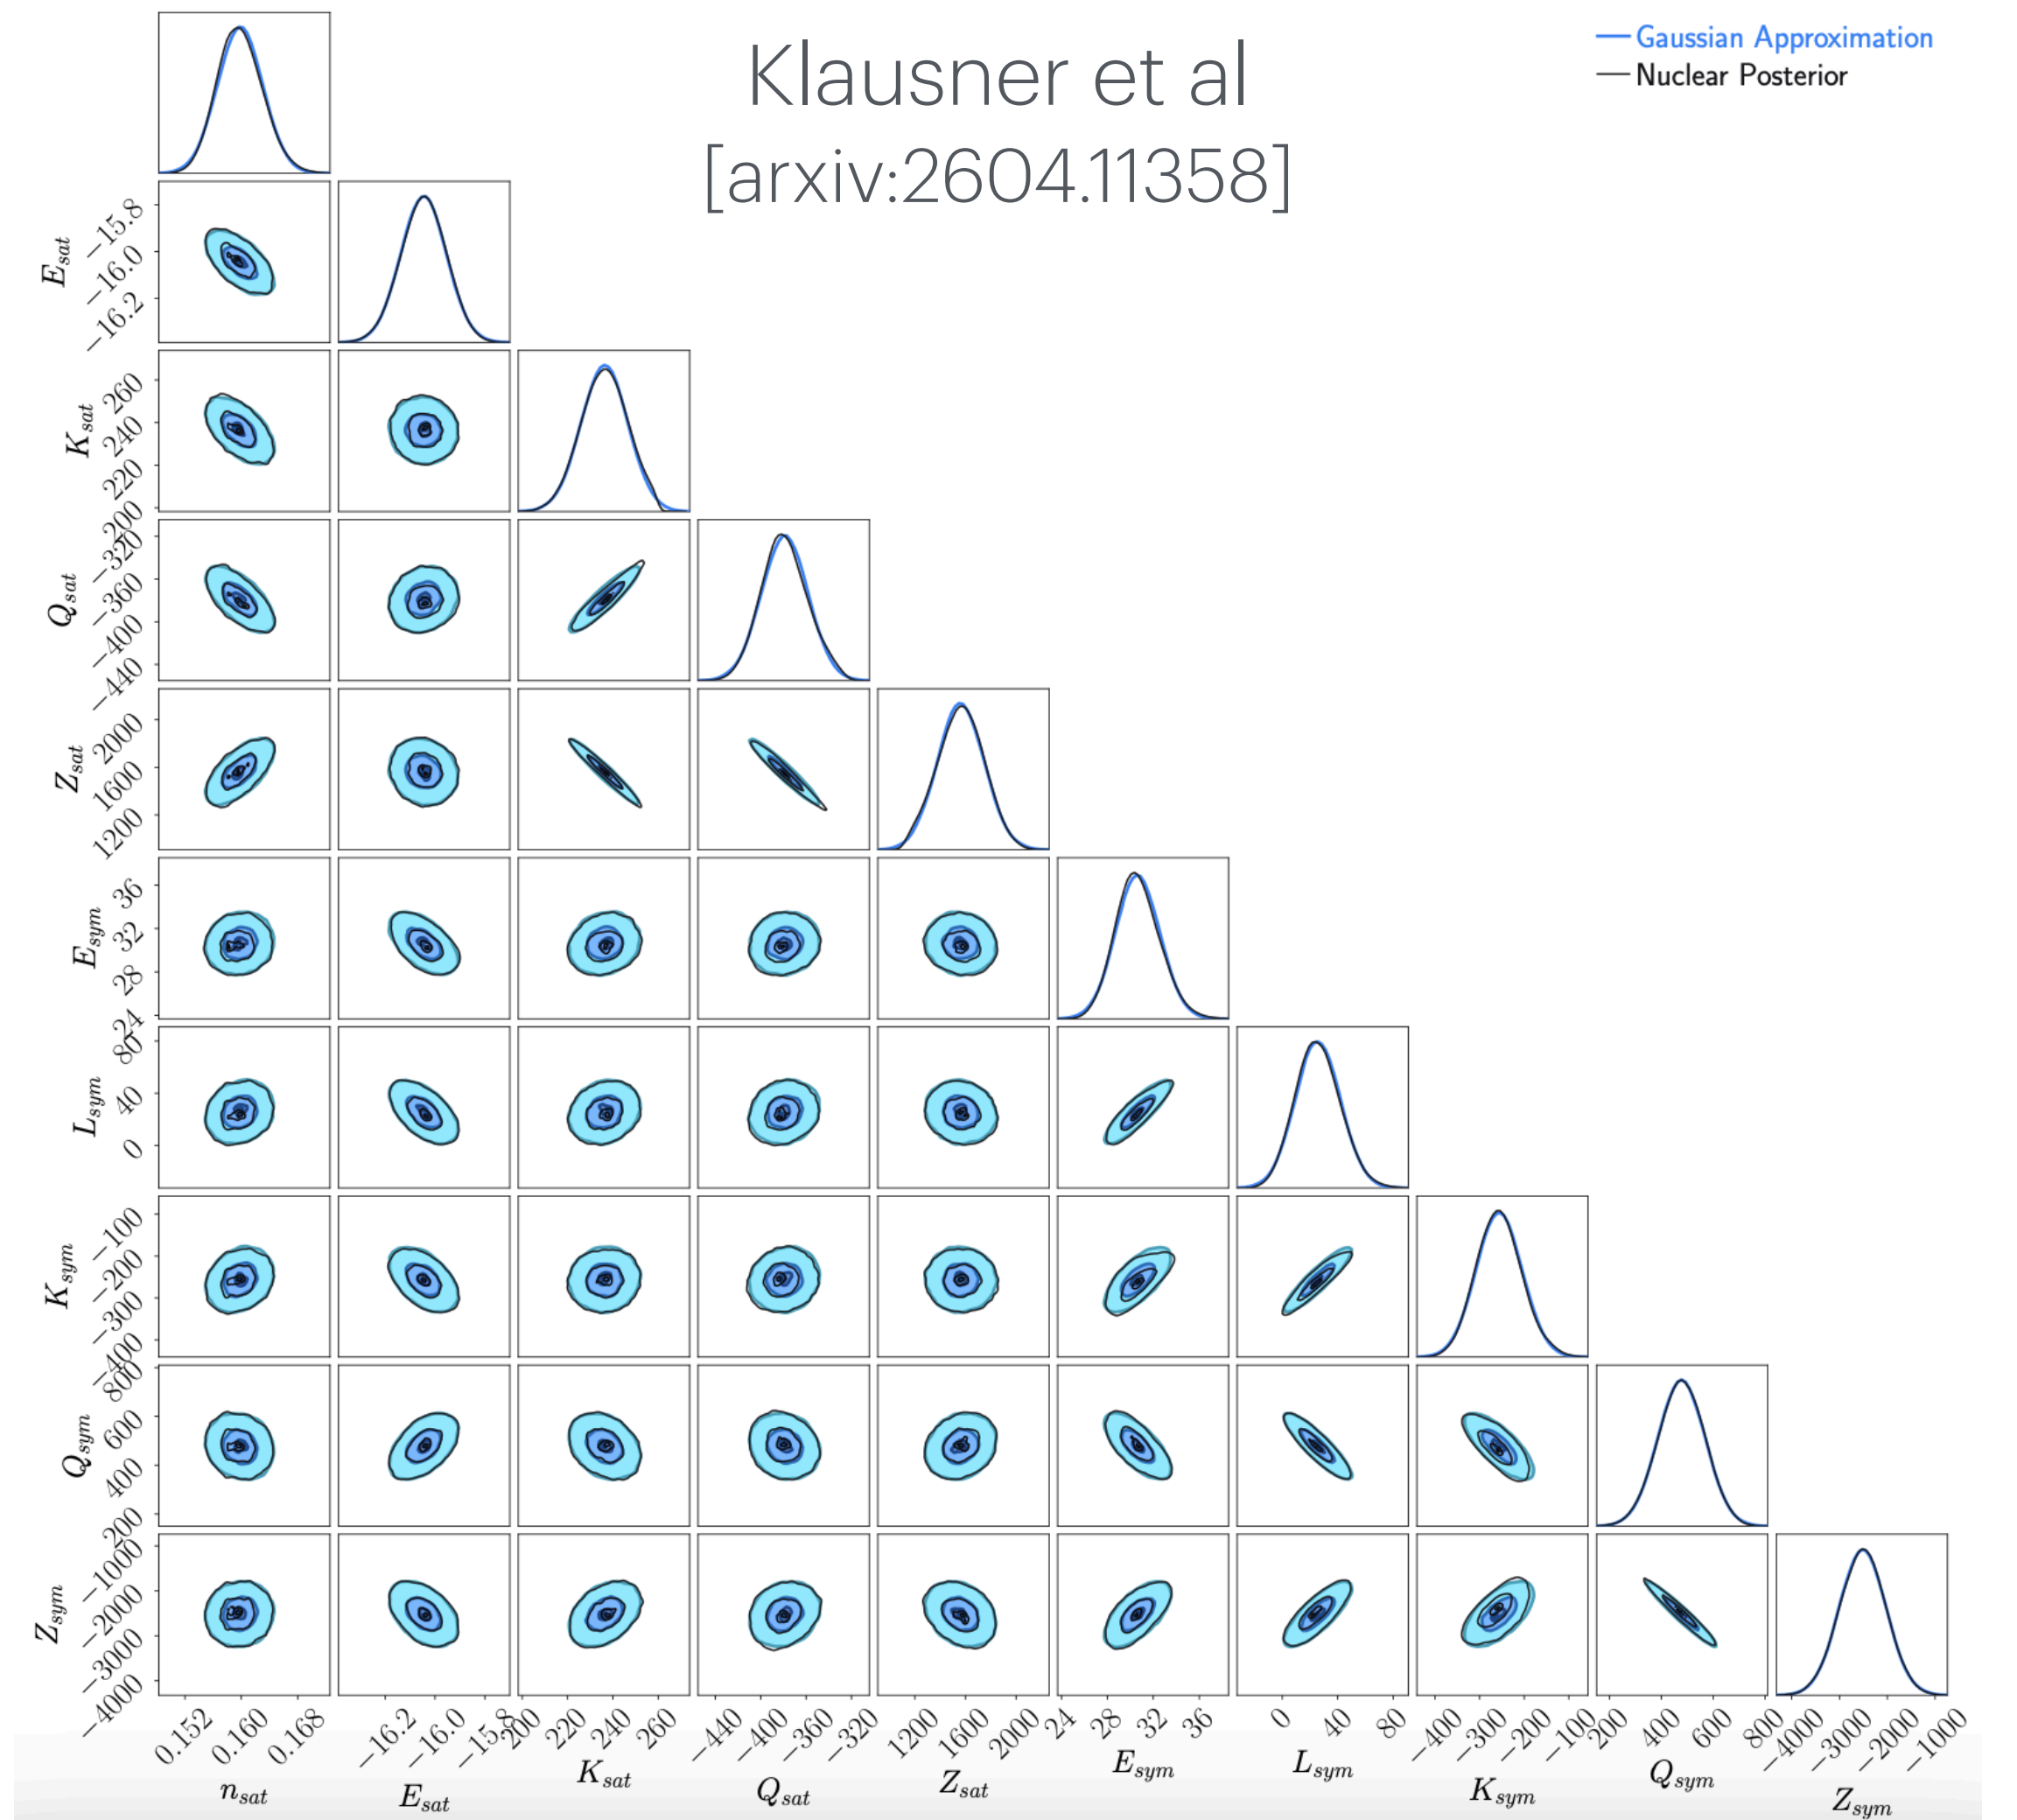 Klausner et al
[arxiv:2604.11358]
Gaussian Approximation
Nuclear Posterior
E_sat
−15.8
−16.0
−16.2
K_sat
260
240
220
200
Q_sat
−320
−360
−400
−440
Z_sat
2000
1600
1200
E_sym
36
32
28
24
L_sym
80
40
0
K_sym
−100
−200
−300
−400
Q_sym
800
600
400
200
Z_sym
−1000
−2000
−3000
−4000
0.152 0.160 0.168
−16.2 −16.0 −15.8
200 220 240 260
−440 −400 −360 −320
1200 1600 2000
24 28 32 36
0 40 80
−400 −300 −200 −100
200 400 600 800
−4000 −3000 −2000 −1000
n_sat E_sat K_sat Q_sat Z_sat E_sym L_sym K_sym Q_sym Z_sym